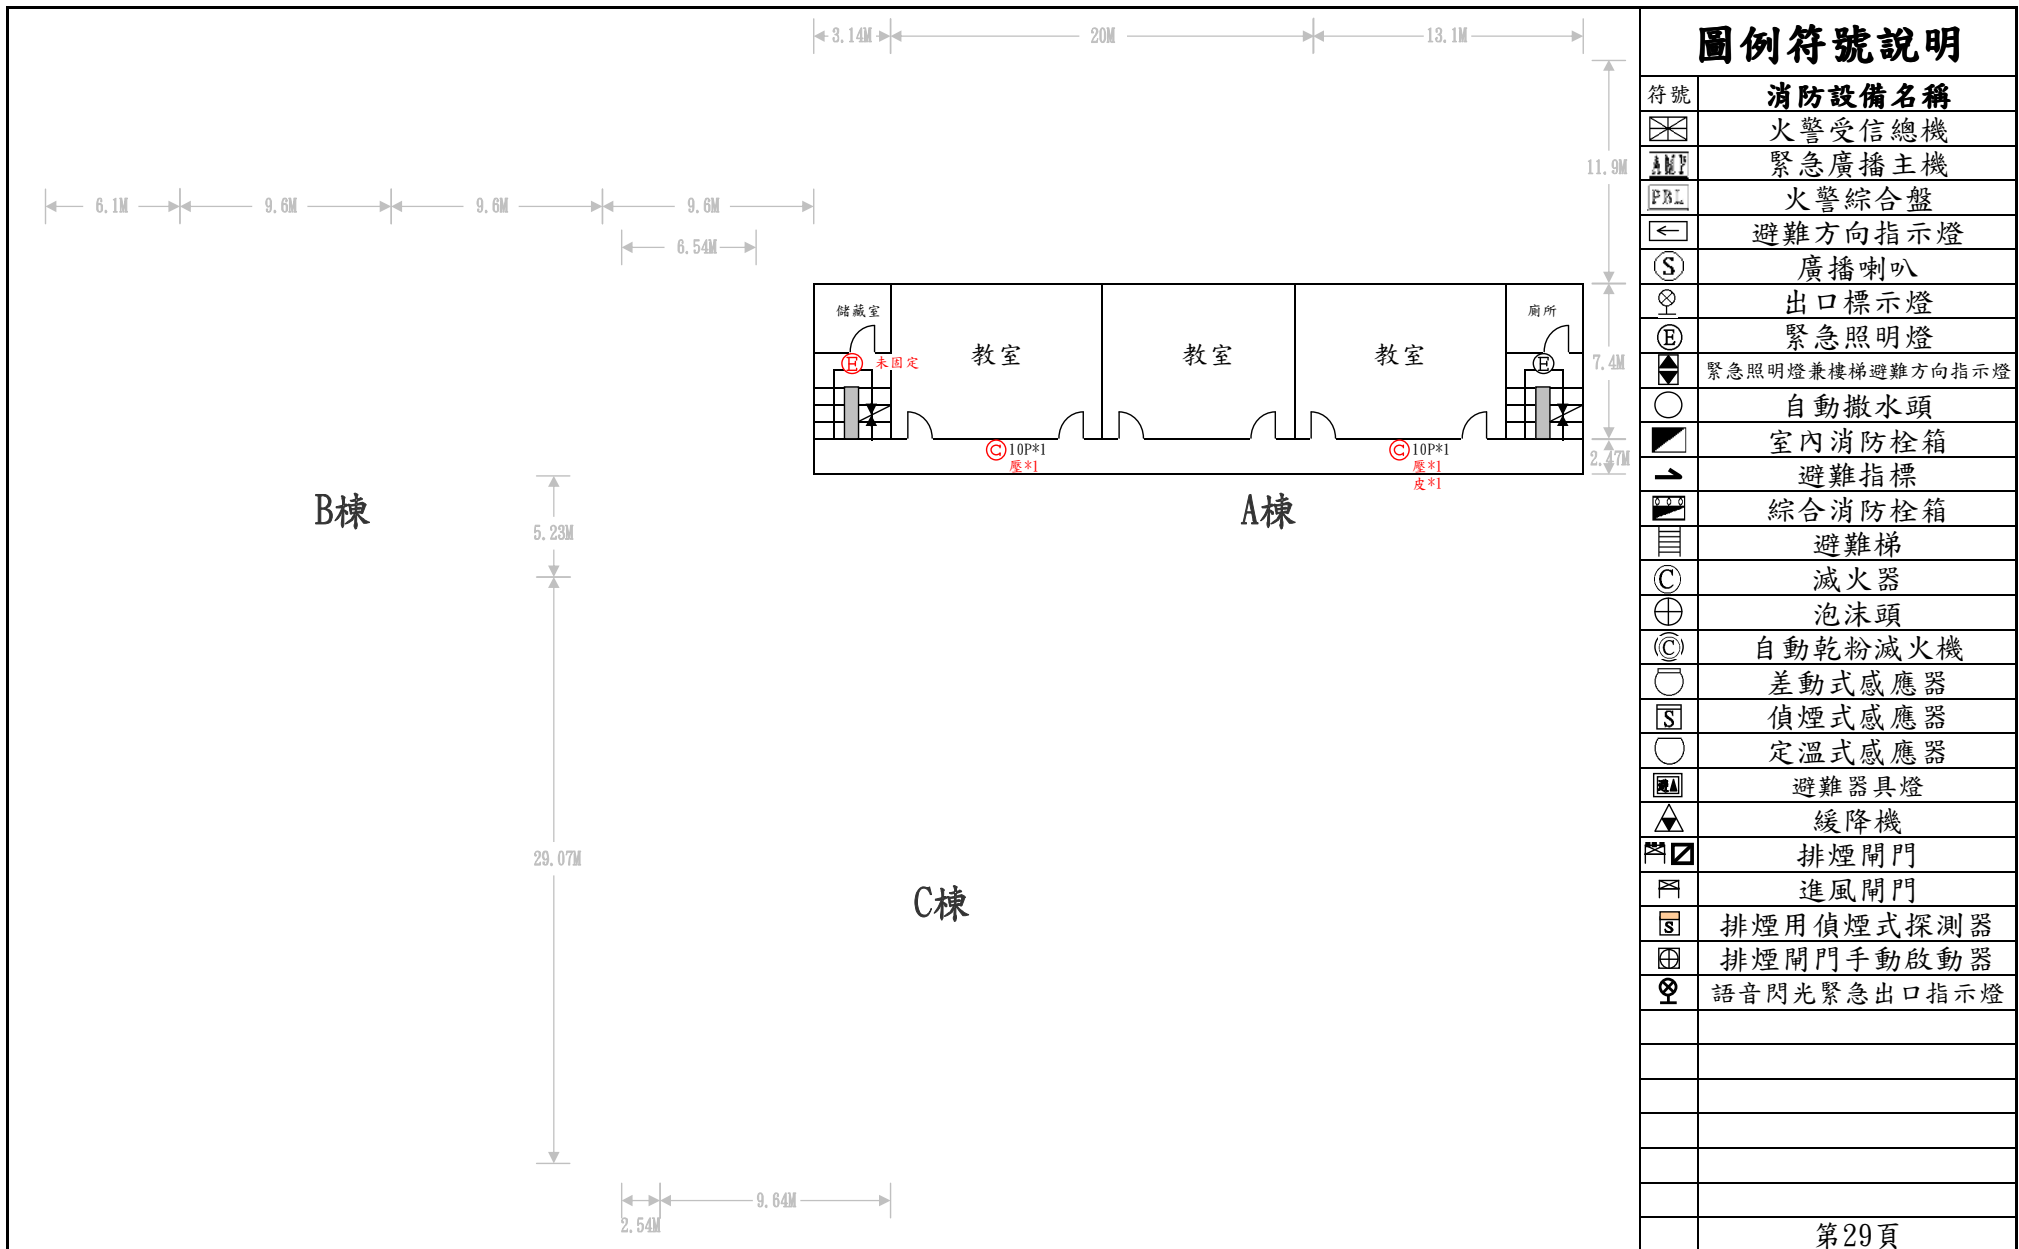 3.14M
20M
13.1M
11.9M
6.1M
9.6M
9.6M
9.6M
6.54M
儲藏室
廁所
教室
教室
教室
7.4M
E
未固定
E
C 10P*1
壓*1
C 10P*1
壓*1
皮*1
2.47M
B棟
A棟
5.23M
29.07M
C棟
9.64M
2.54M
圖例符號說明
符號 消防設備名稱
火警受信總機
AMP 緊急廣播主機
PBL 火警綜合盤
避難方向指示燈
S 廣播喇叭
出口標示燈
E 緊急照明燈
緊急照明燈兼樓梯避難方向指示燈
自動撒水頭
室內消防栓箱
避難指標
綜合消防栓箱
避難梯
C 滅火器
泡沫頭
C 自動乾粉滅火機
差動式感應器
S 偵煙式感應器
定溫式感應器
避難器具燈
緩降機
排煙閘門
進風閘門
S 排煙用偵煙式探測器
排煙閘門手動啟動器
語音閃光緊急出口指示燈
第29頁